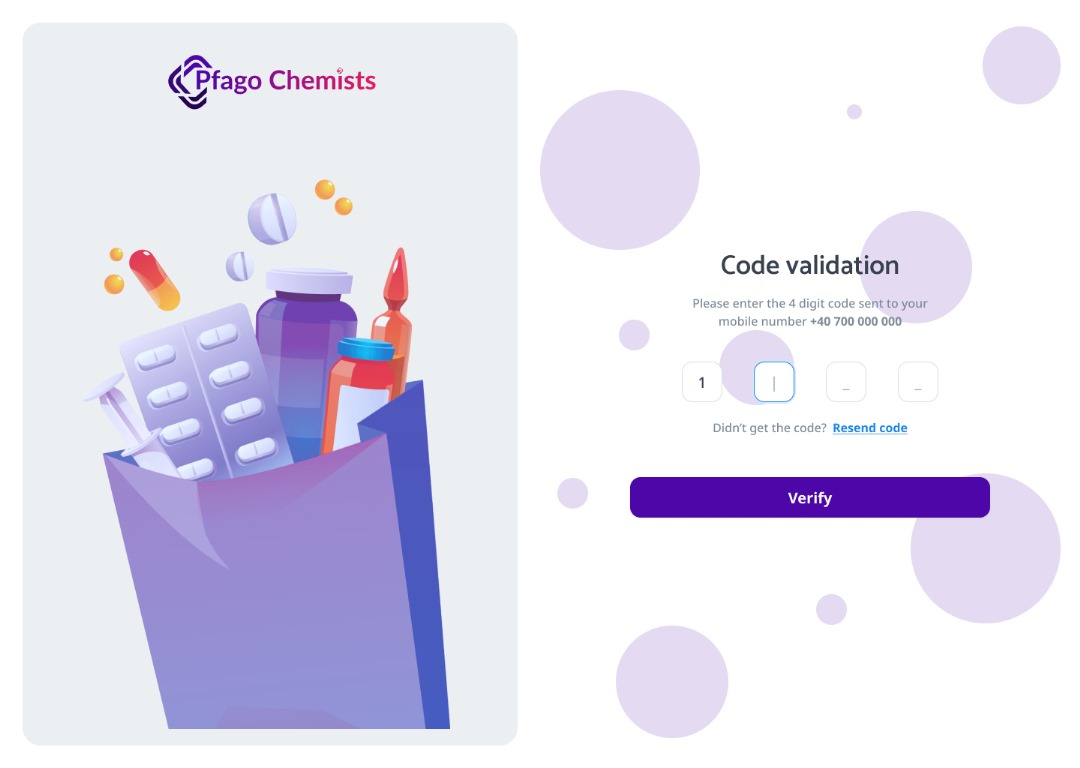 Pfago Chemists
Code validation
Please enter the 4 digit code sent to your
mobile number +40 700 000 000
1 | _ _
Didn't get the code? Resend code
Verify